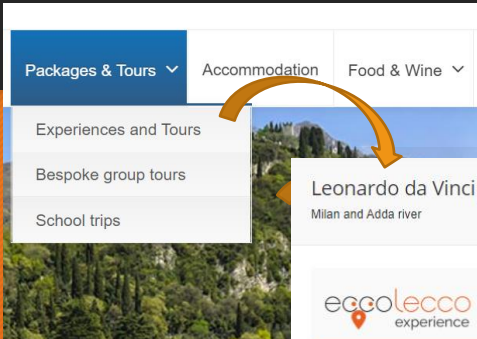 Packages & Tours
Accommodation
Food & Wine
Experiences and Tours
Bespoke group tours
School trips
Leonardo da Vinci
Milan and Adda river
eccolecco
experience